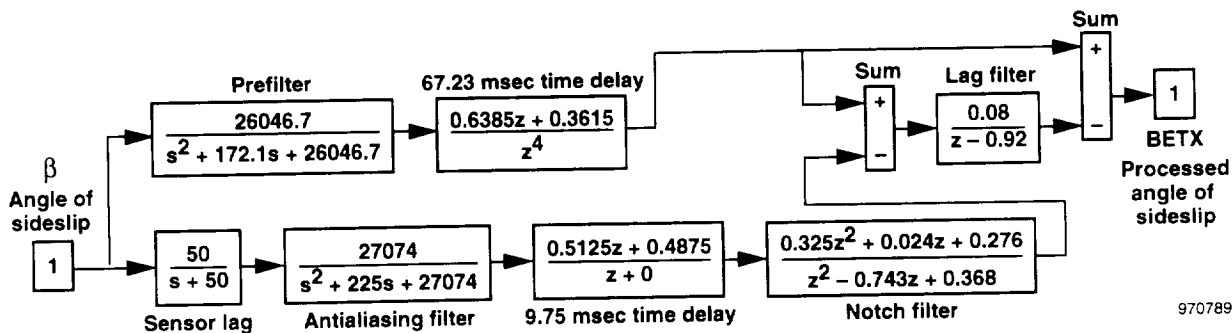 Sum
Prefilter
67.23 msec time delay
Sum
Lag filter
26046.7
s² + 172.1s + 26046.7
0.6385z + 0.3615
z⁴
+
−
+
−
0.08
z − 0.92
1
BETX
Processed
angle of
sideslip
β
Angle of
sideslip
1
50
s + 50
27074
s² + 225s + 27074
0.5125z + 0.4875
z + 0
0.325z² + 0.024z + 0.276
z² − 0.743z + 0.368
Sensor lag
Antialiasing filter
9.75 msec time delay
Notch filter
970789